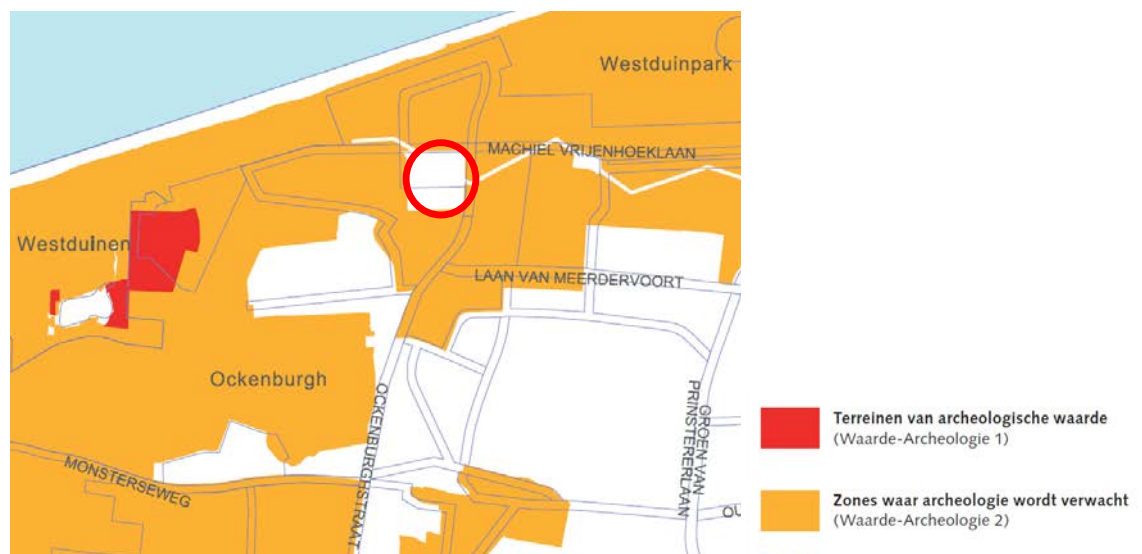 Westduinpark
MACHIEL VRIJENHOEKLAAN
Westduinen
LAAN VAN MEERDERVOORT
Ockenburgh
OCKENBURGHSTRAAT
GROEN VAN
PRINSTERERLAAN
MONSTERSEWEG
OU
Terreinen van archeologische waarde
(Waarde-Archeologie 1)
Zones waar archeologie wordt verwacht
(Waarde-Archeologie 2)